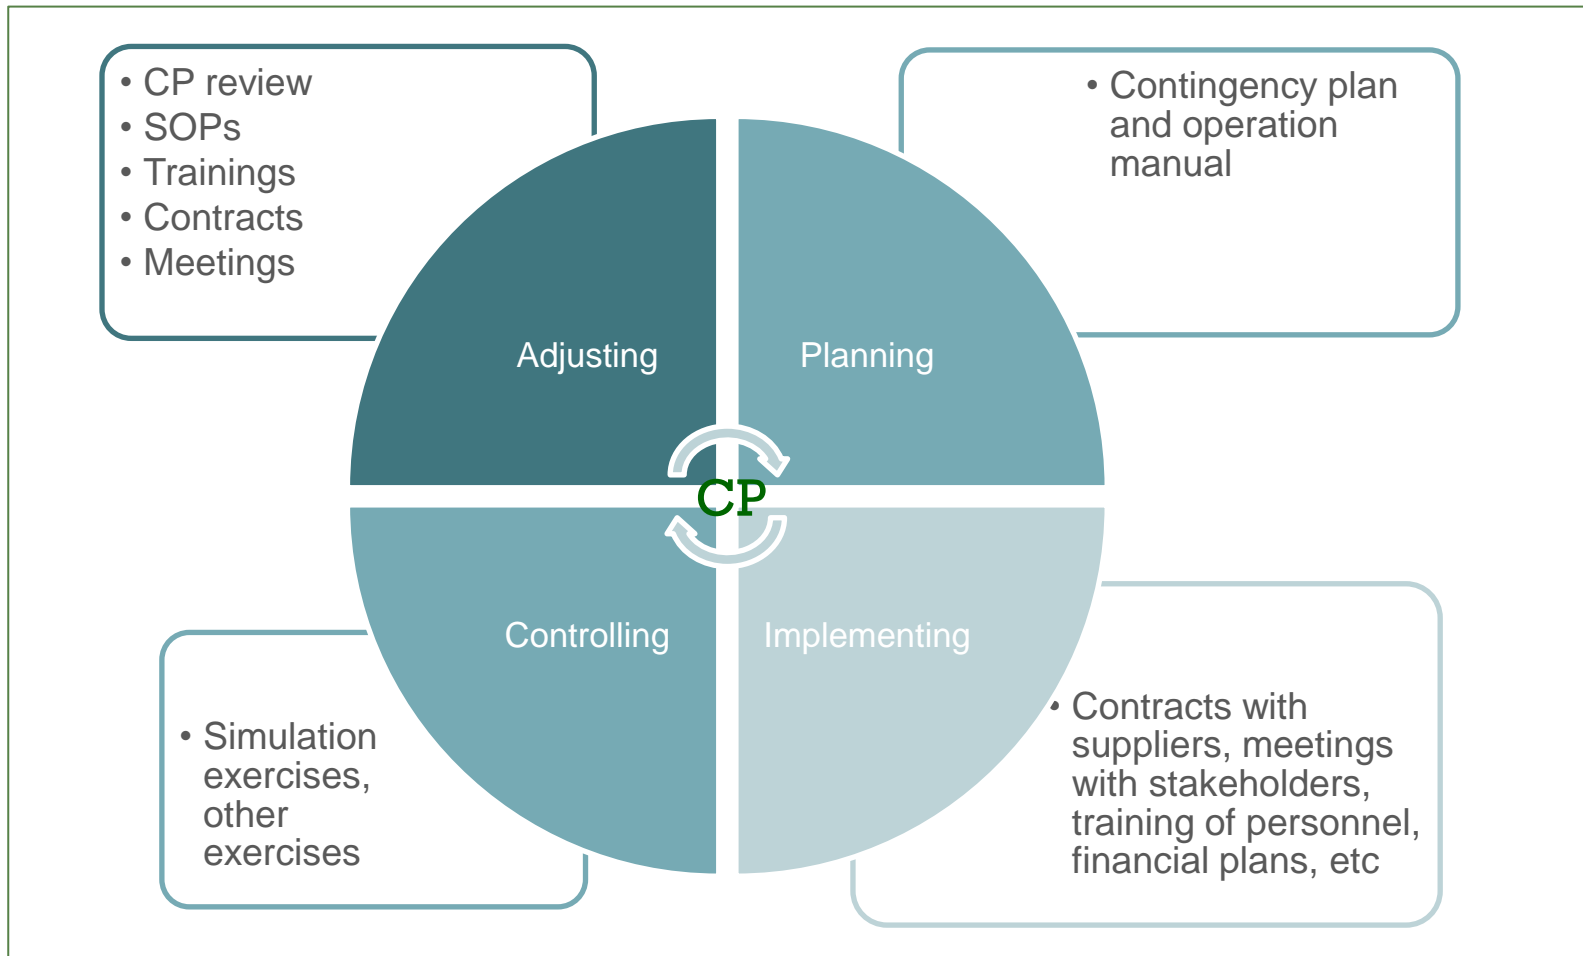 • CP review
• SOPs
• Trainings
• Contracts
• Meetings
• Contingency plan
and operation
manual
Adjusting
Planning
CP
Controlling
Implementing
• Simulation
exercises,
other
exercises
• Contracts with
suppliers, meetings
with stakeholders,
training of personnel,
financial plans, etc